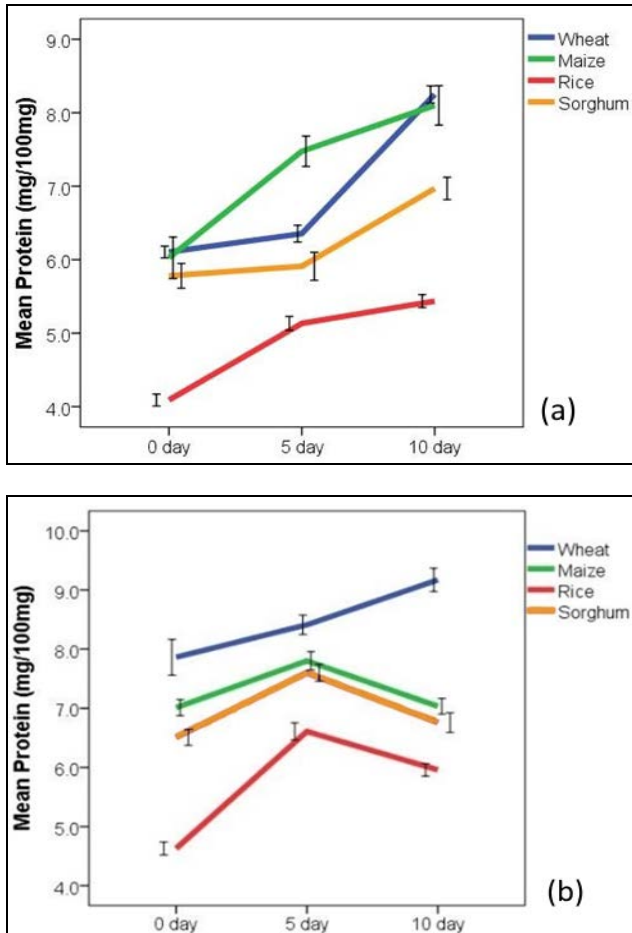 Mean Protein (mg/100mg)
9.0
8.0
7.0
6.0
5.0
4.0
0 day
5 day
10 day
Wheat
Maize
Rice
Sorghum
(a)
Mean Protein (mg/100mg)
10.0
9.0
8.0
7.0
6.0
5.0
4.0
0 day
5 day
10 day
Wheat
Maize
Rice
Sorghum
(b)